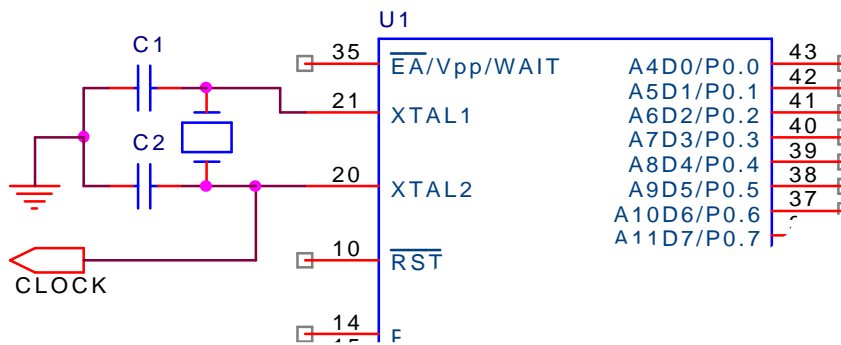 U1
C1
35
EA/Vpp/WAIT
A4D0/P0.0
43
A5D1/P0.1
42
21
XTAL1
A6D2/P0.2
41
C2
A7D3/P0.3
40
A8D4/P0.4
39
20
XTAL2
A9D5/P0.5
38
A10D6/P0.6
37
A11D7/P0.7
10
RST
CLOCK
14